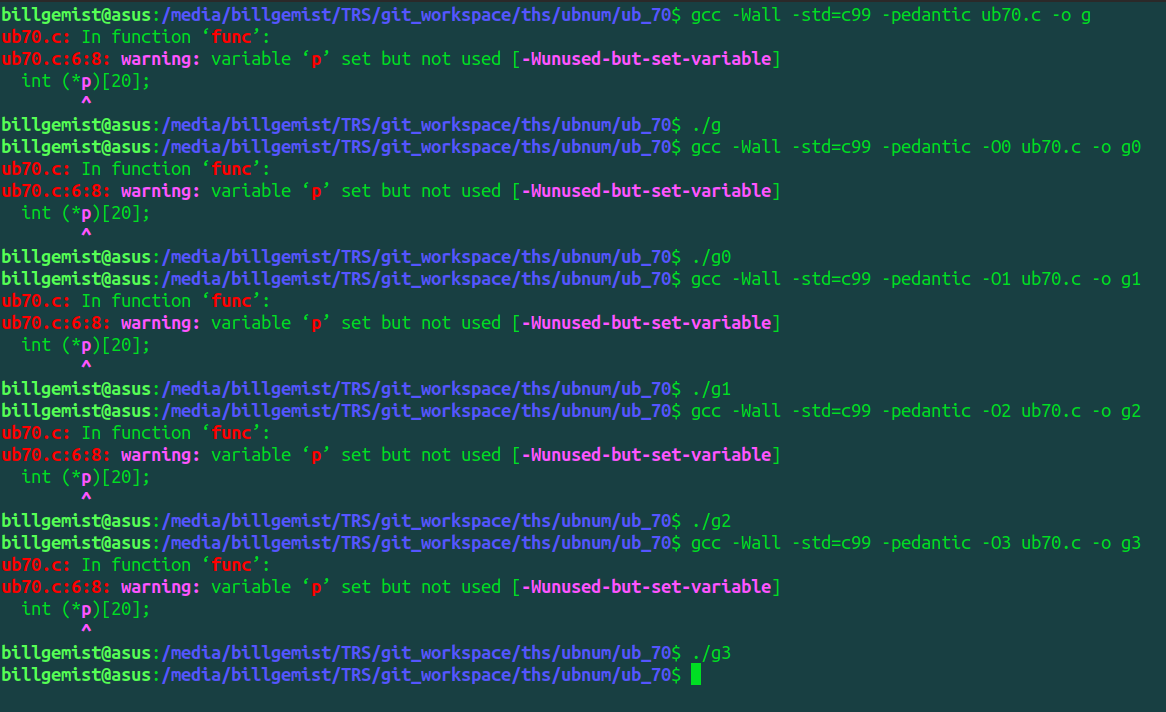 billgemist@asus:/media/billgemist/TRS/git_workspace/ths/ubnum/ub_70$ gcc -Wall -std=c99 -pedantic ub70.c -o g
ub70.c: In function ‘func’:
ub70.c:6:8: warning: variable ‘p’ set but not used [-Wunused-but-set-variable]
  int (*p)[20];
        ^
billgemist@asus:/media/billgemist/TRS/git_workspace/ths/ubnum/ub_70$ ./g
billgemist@asus:/media/billgemist/TRS/git_workspace/ths/ubnum/ub_70$ gcc -Wall -std=c99 -pedantic -O0 ub70.c -o g0
ub70.c: In function ‘func’:
ub70.c:6:8: warning: variable ‘p’ set but not used [-Wunused-but-set-variable]
  int (*p)[20];
        ^
billgemist@asus:/media/billgemist/TRS/git_workspace/ths/ubnum/ub_70$ ./g0
billgemist@asus:/media/billgemist/TRS/git_workspace/ths/ubnum/ub_70$ gcc -Wall -std=c99 -pedantic -O1 ub70.c -o g1
ub70.c: In function ‘func’:
ub70.c:6:8: warning: variable ‘p’ set but not used [-Wunused-but-set-variable]
  int (*p)[20];
        ^
billgemist@asus:/media/billgemist/TRS/git_workspace/ths/ubnum/ub_70$ ./g1
billgemist@asus:/media/billgemist/TRS/git_workspace/ths/ubnum/ub_70$ gcc -Wall -std=c99 -pedantic -O2 ub70.c -o g2
ub70.c: In function ‘func’:
ub70.c:6:8: warning: variable ‘p’ set but not used [-Wunused-but-set-variable]
  int (*p)[20];
        ^
billgemist@asus:/media/billgemist/TRS/git_workspace/ths/ubnum/ub_70$ ./g2
billgemist@asus:/media/billgemist/TRS/git_workspace/ths/ubnum/ub_70$ gcc -Wall -std=c99 -pedantic -O3 ub70.c -o g3
ub70.c: In function ‘func’:
ub70.c:6:8: warning: variable ‘p’ set but not used [-Wunused-but-set-variable]
  int (*p)[20];
        ^
billgemist@asus:/media/billgemist/TRS/git_workspace/ths/ubnum/ub_70$ ./g3
billgemist@asus:/media/billgemist/TRS/git_workspace/ths/ubnum/ub_70$